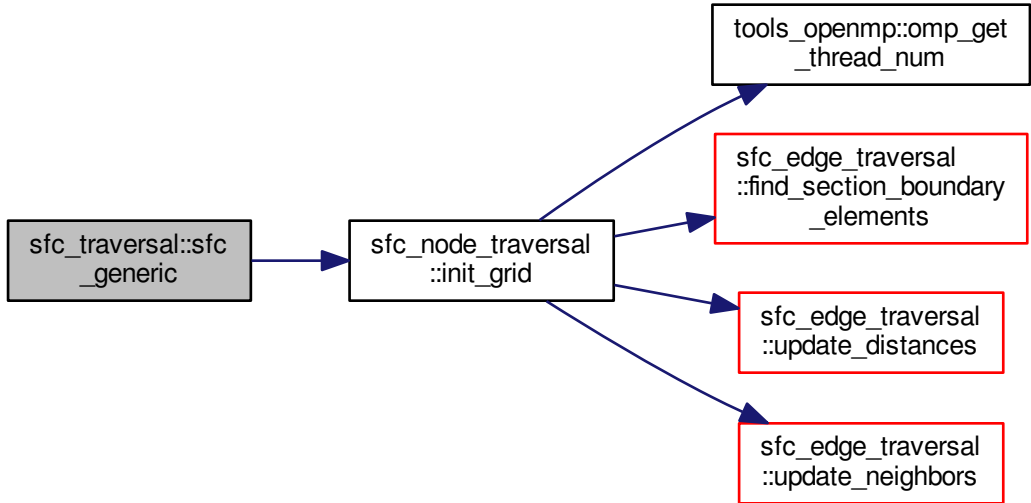 tools_openmp::omp_get
_thread_num
sfc_edge_traversal
::find_section_boundary
_elements
sfc_traversal::sfc
_generic
sfc_node_traversal
::init_grid
sfc_edge_traversal
::update_distances
sfc_edge_traversal
::update_neighbors